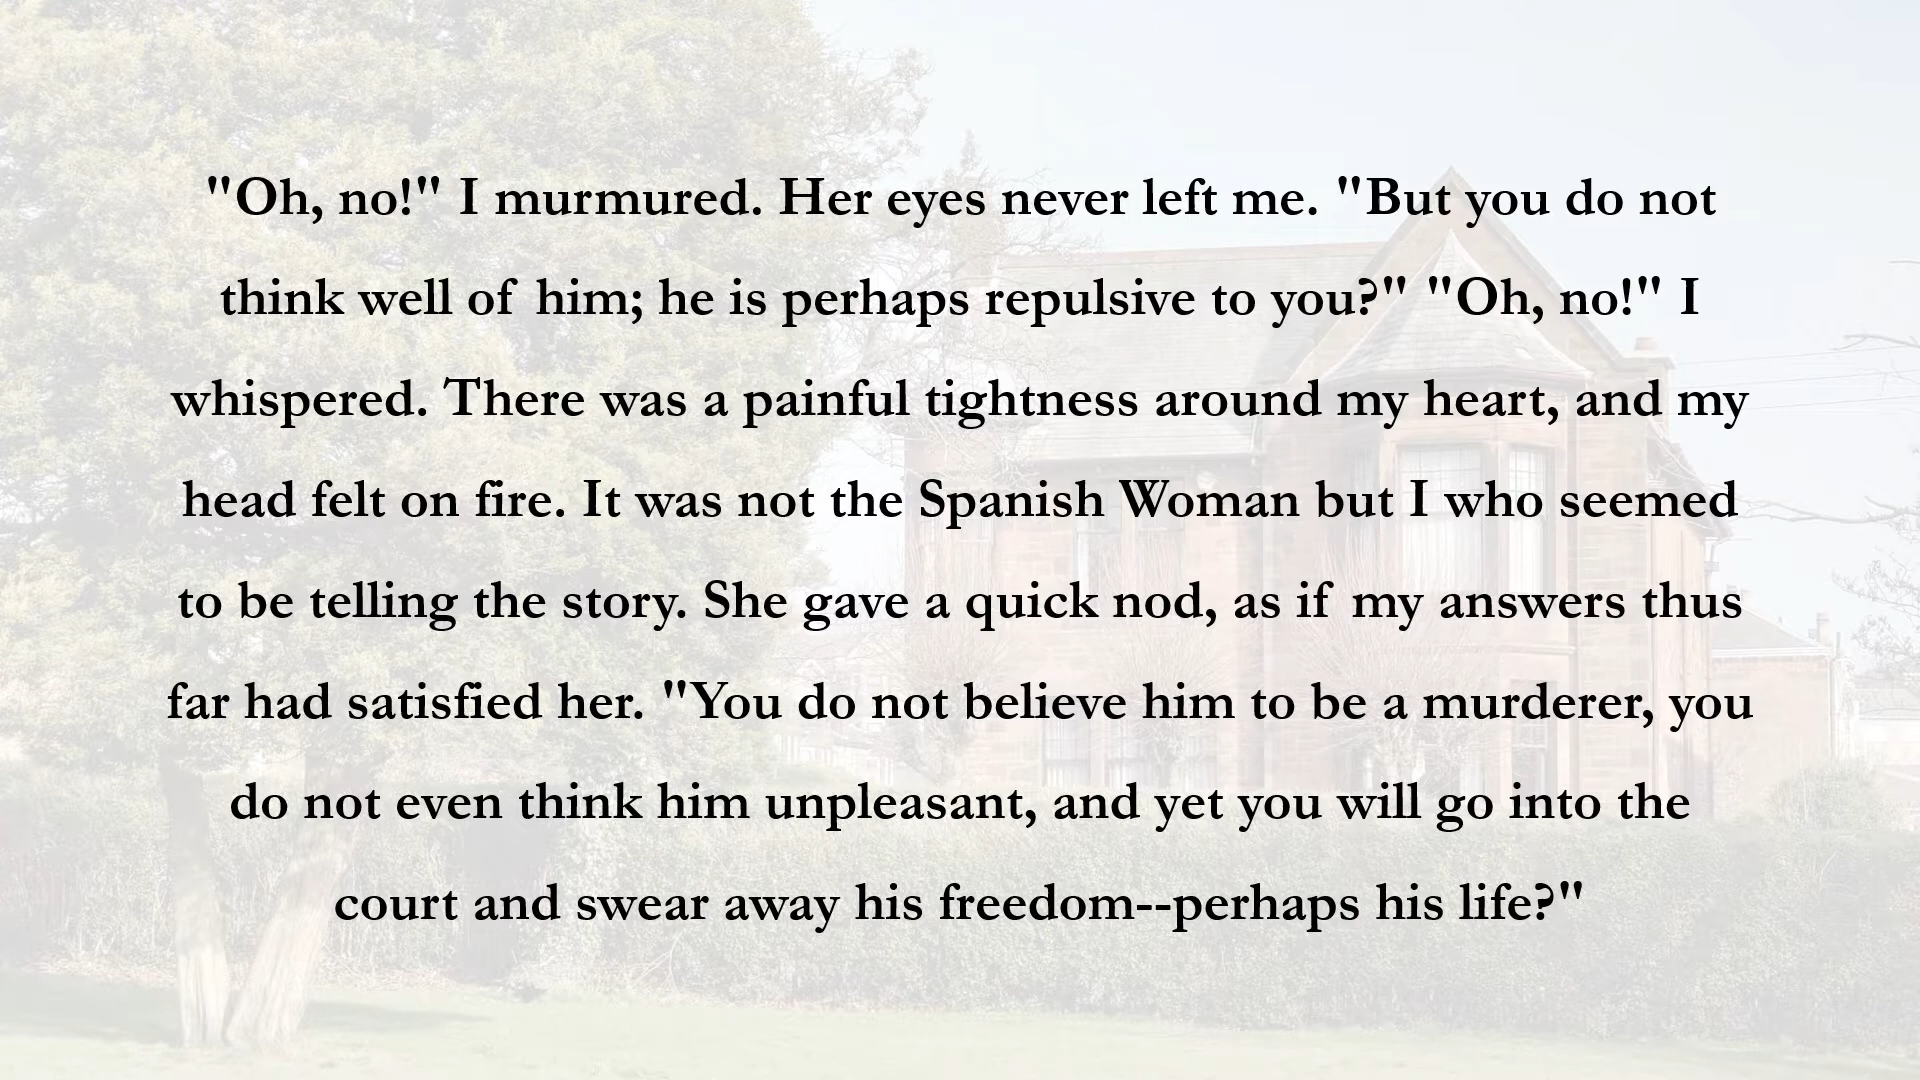 "Oh, no!" I murmured. Her eyes never left me. "But you do not
think well of him; he is perhaps repulsive to you?" "Oh, no!" I
whispered. There was a painful tightness around my heart, and my
head felt on fire. It was not the Spanish Woman but I who seemed
to be telling the story. She gave a quick nod, as if my answers thus
far had satisfied her. "You do not believe him to be a murderer, you
do not even think him unpleasant, and yet you will go into the
court and swear away his freedom--perhaps his life?"